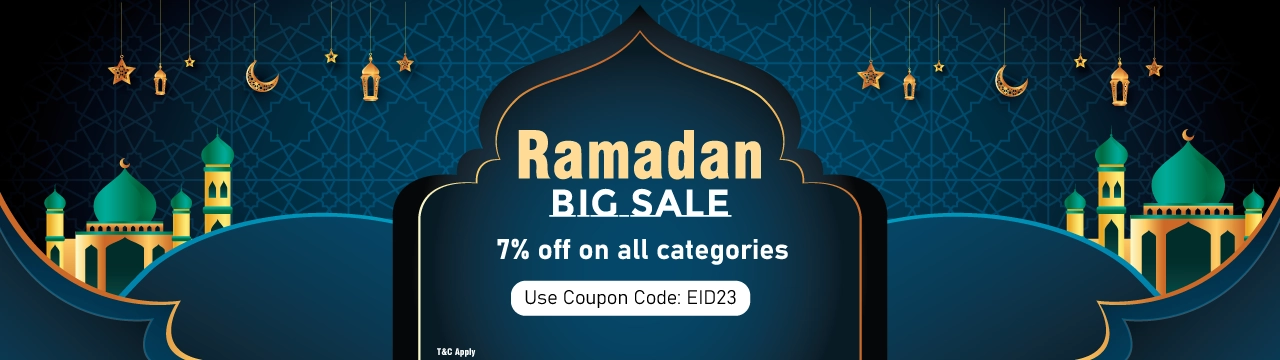 Ramadan
BIG SALE
7% off on all categories
Use Coupon Code: EID23
T&C Apply